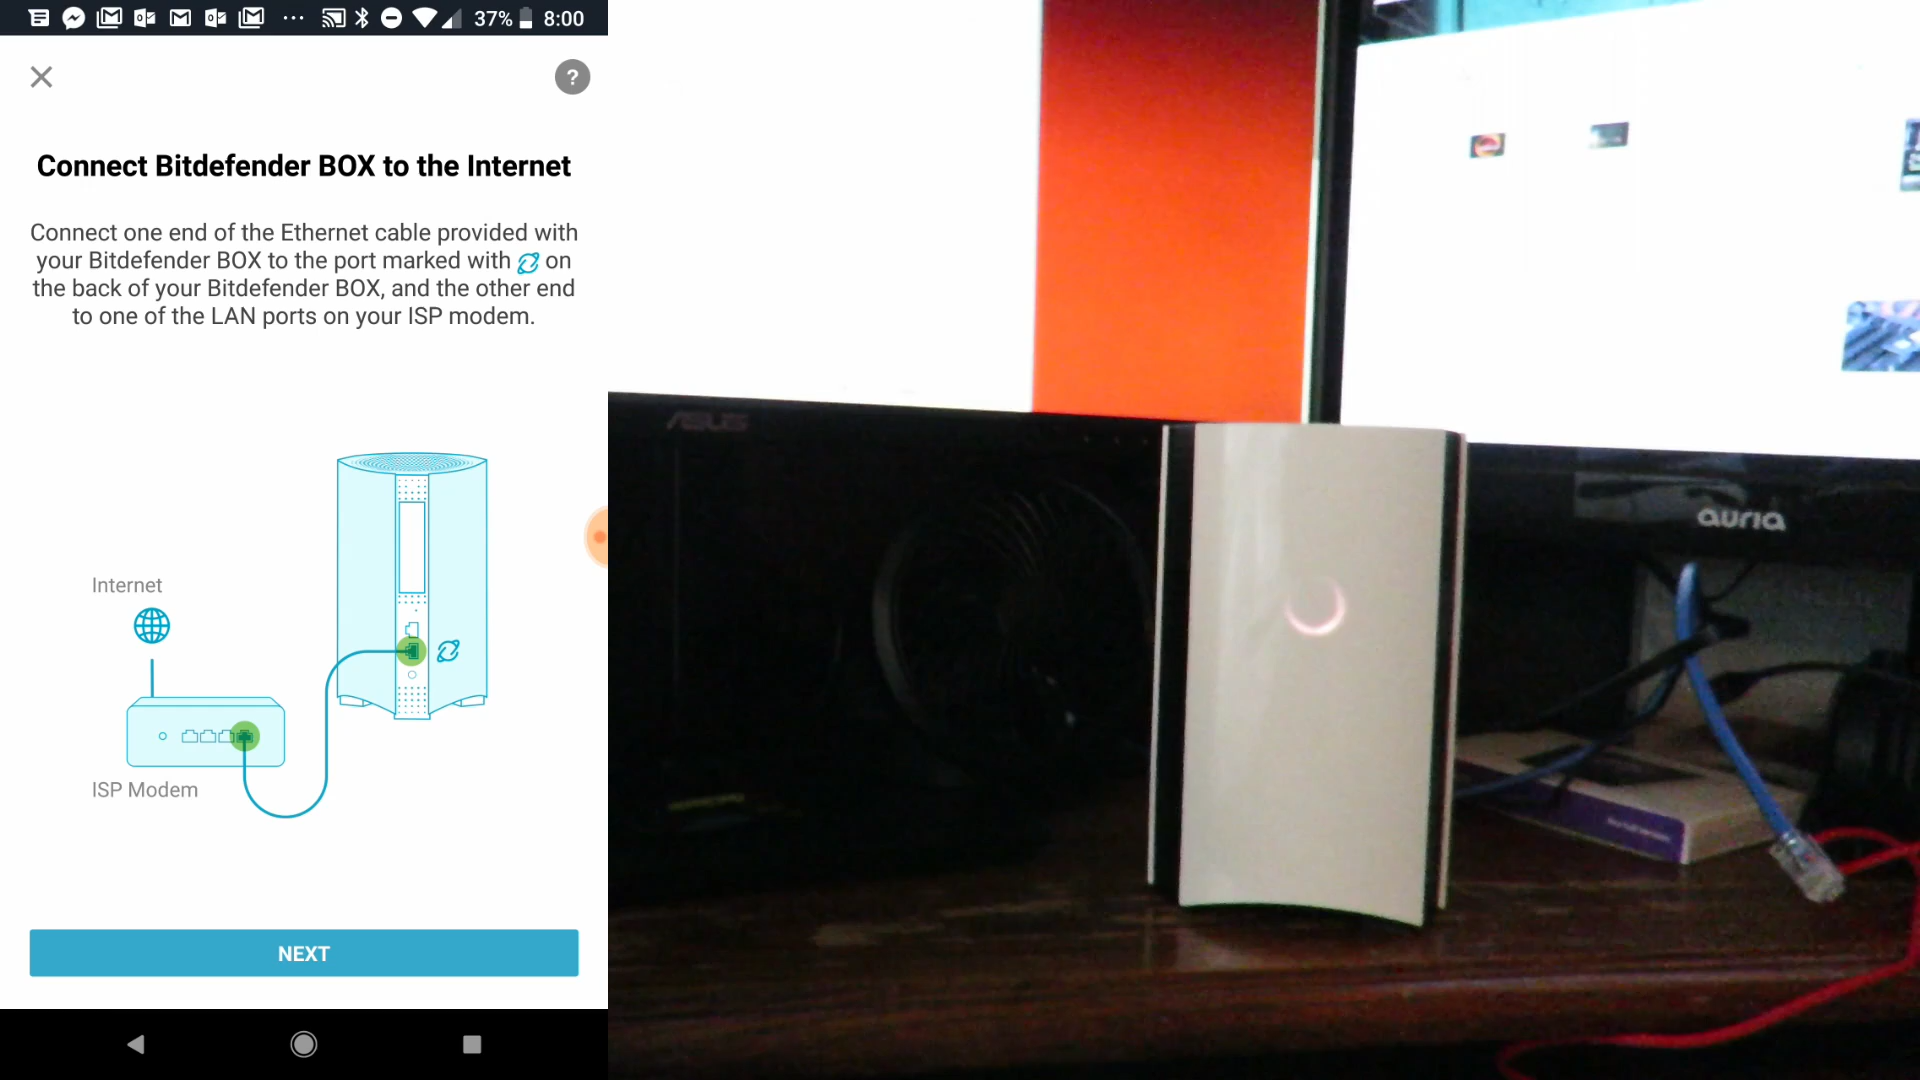 37% 8:00
?
Connect Bitdefender BOX to the Internet
Connect one end of the Ethernet cable provided with
your Bitdefender BOX to the port marked with on
the back of your Bitdefender BOX, and the other end
to one of the LAN ports on your ISP modem.
Internet
ISP Modem
NEXT
ASUS
auria